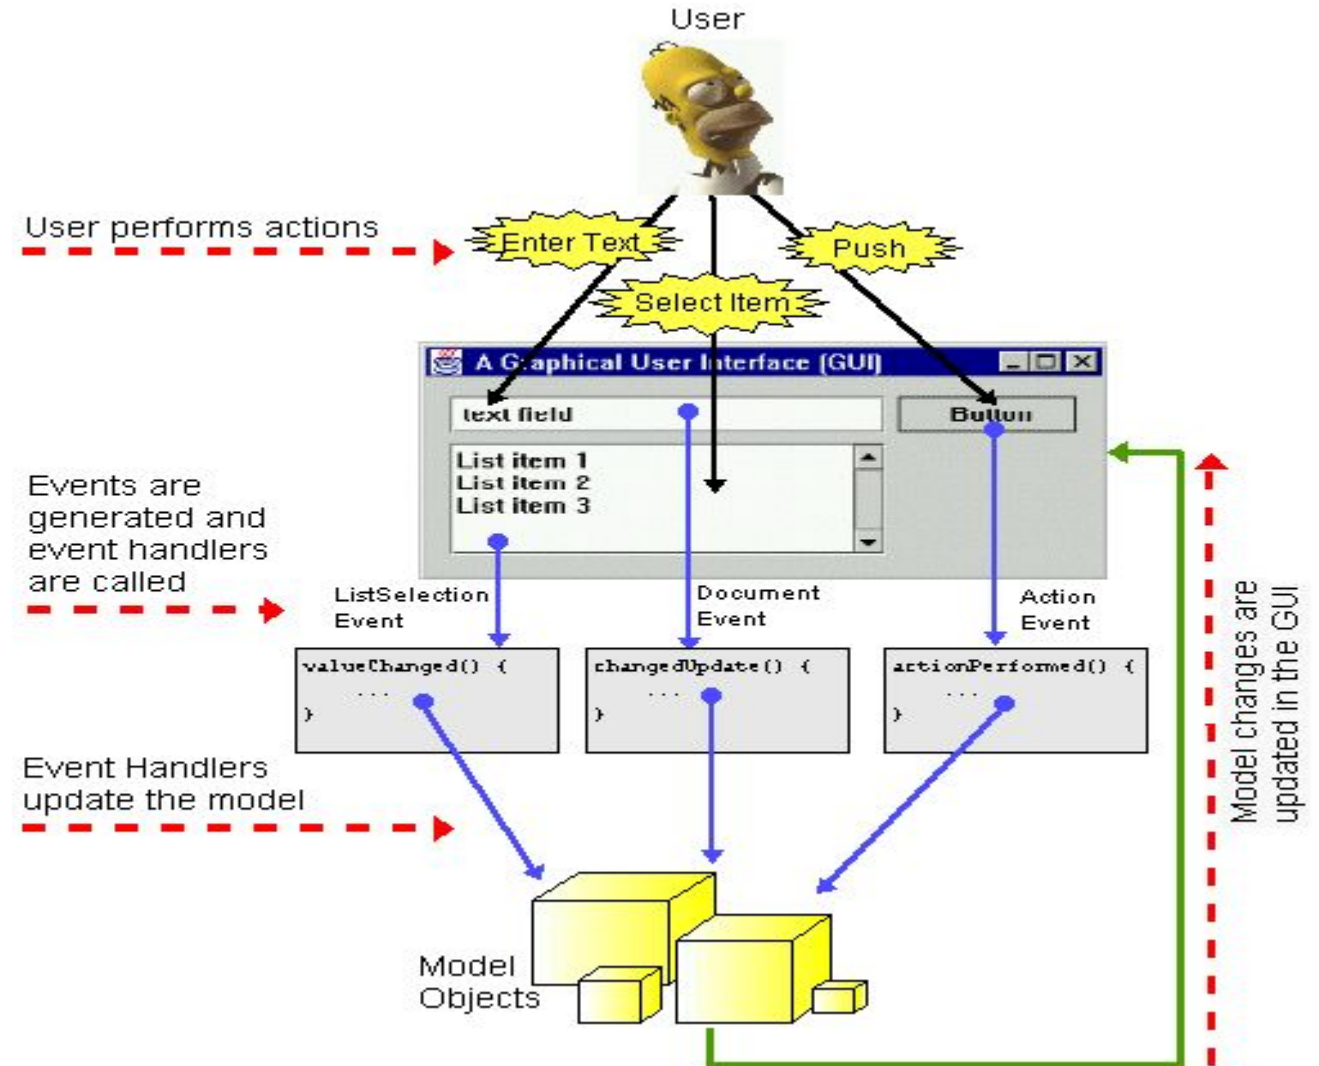 User
User performs actions
Enter Text
Push
Select Item
A Graphical User Interface (GUI)
text field
Button
List item 1
List item 2
List item 3
Events are
generated and
event handlers
are called
ListSelection
Event
Document
Event
Action
Event
valueChanged() {
...
}
changedUpdate() {
...
}
actionPerformed() {
...
}
Event Handlers
update the model
Model
Objects
Model changes are
updated in the GUI